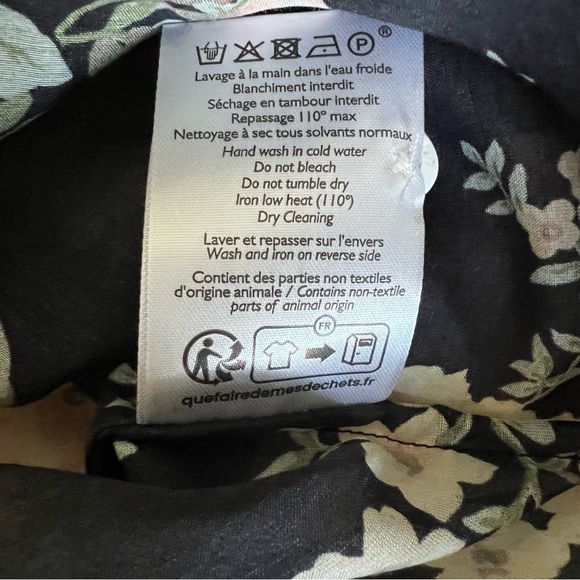 P ®
Lavage à la main dans l'eau froide
Blanchiment interdit
Séchage en tambour interdit
Repassage 110° max
Nettoyage à sec tous solvants normaux
Hand wash in cold water
Do not bleach
Do not tumble dry
Iron low heat (110°)
Dry Cleaning
Laver et repasser sur l'envers
Wash and iron on reverse side
Contient des parties non textiles
d'origine animale / Contains non-textile
parts of animal origin
FR
quefairedemesdechets.fr